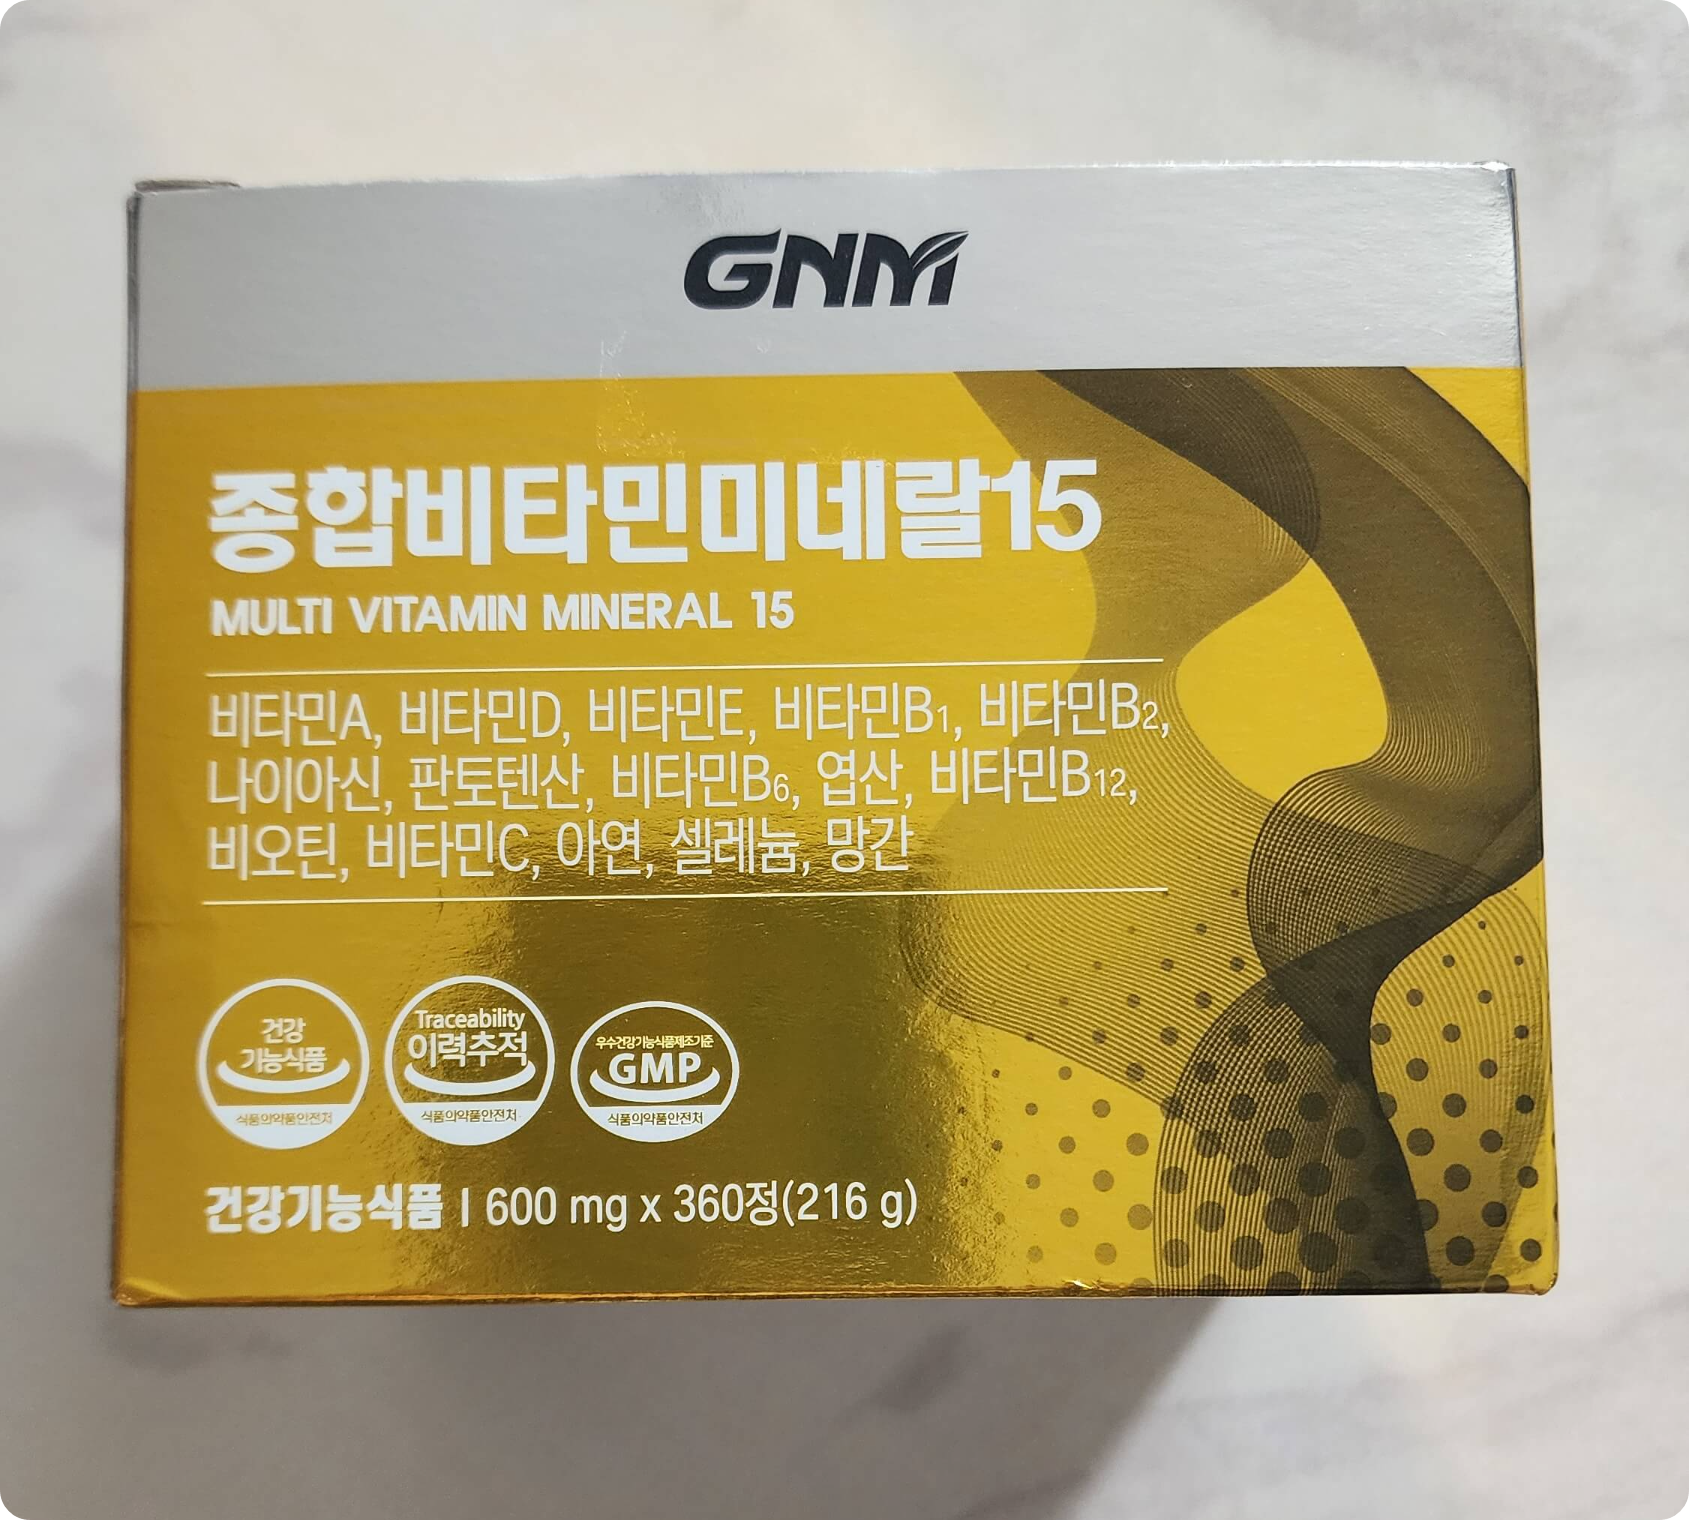 GNM
종합비타민미네랄15
MULTI VITAMIN MINERAL 15
비타민A, 비타민D, 비타민E, 비타민B1, 비타민B2,
나이아신, 판토텐산, 비타민B6, 엽산, 비타민B12,
비오틴, 비타민C, 아연, 셀레늄, 망간
건강
기능식품
식품의약품안전처
Traceability
이력추적
식품의약품안전처
우수건강기능식품제조기준
GMP
식품의약품안전처
건강기능식품 | 600 mg x 360정(216 g)